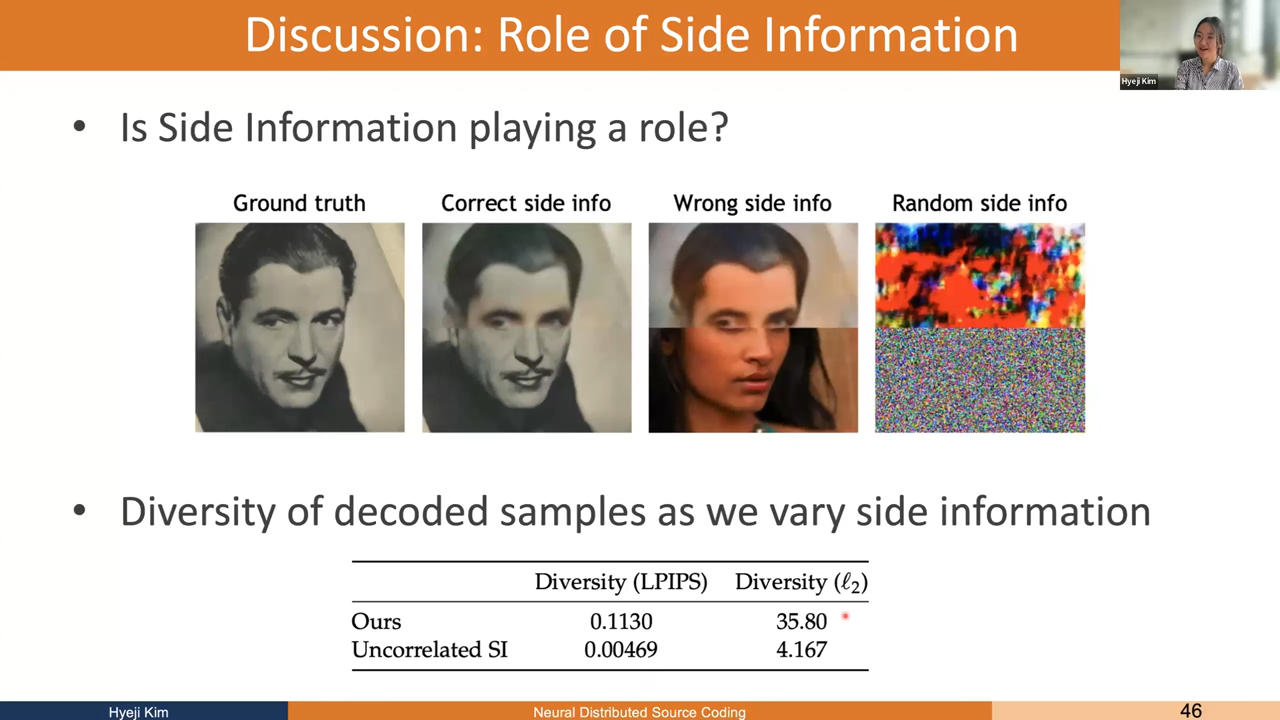 Discussion: Role of Side Information
Hyeji Kim
• Is Side Information playing a role?
Ground truth Correct side info Wrong side info Random side info
• Diversity of decoded samples as we vary side information
Diversity (LPIPS) Diversity (ℓ₂)
Ours 0.1130 35.80
Uncorrelated SI 0.00469 4.167
Hyeji Kim Neural Distributed Source Coding 46